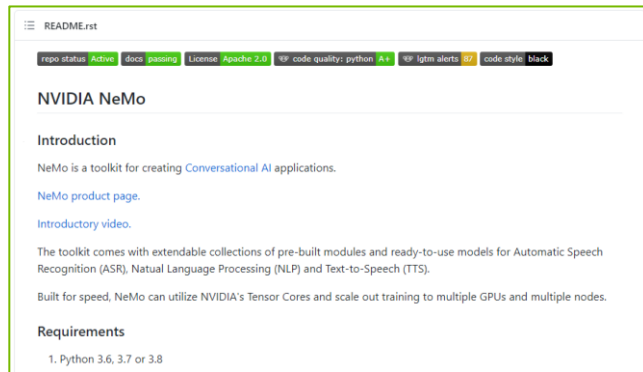 README.rst
repo status Active docs passing License Apache 2.0 code quality: python A+ lgtm alerts 87 code style black
NVIDIA NeMo
Introduction
NeMo is a toolkit for creating Conversational AI applications.
NeMo product page.
Introductory video.
The toolkit comes with extendable collections of pre-built modules and ready-to-use models for Automatic Speech
Recognition (ASR), Natual Language Processing (NLP) and Text-to-Speech (TTS).
Built for speed, NeMo can utilize NVIDIA's Tensor Cores and scale out training to multiple GPUs and multiple nodes.
Requirements
1. Python 3.6, 3.7 or 3.8